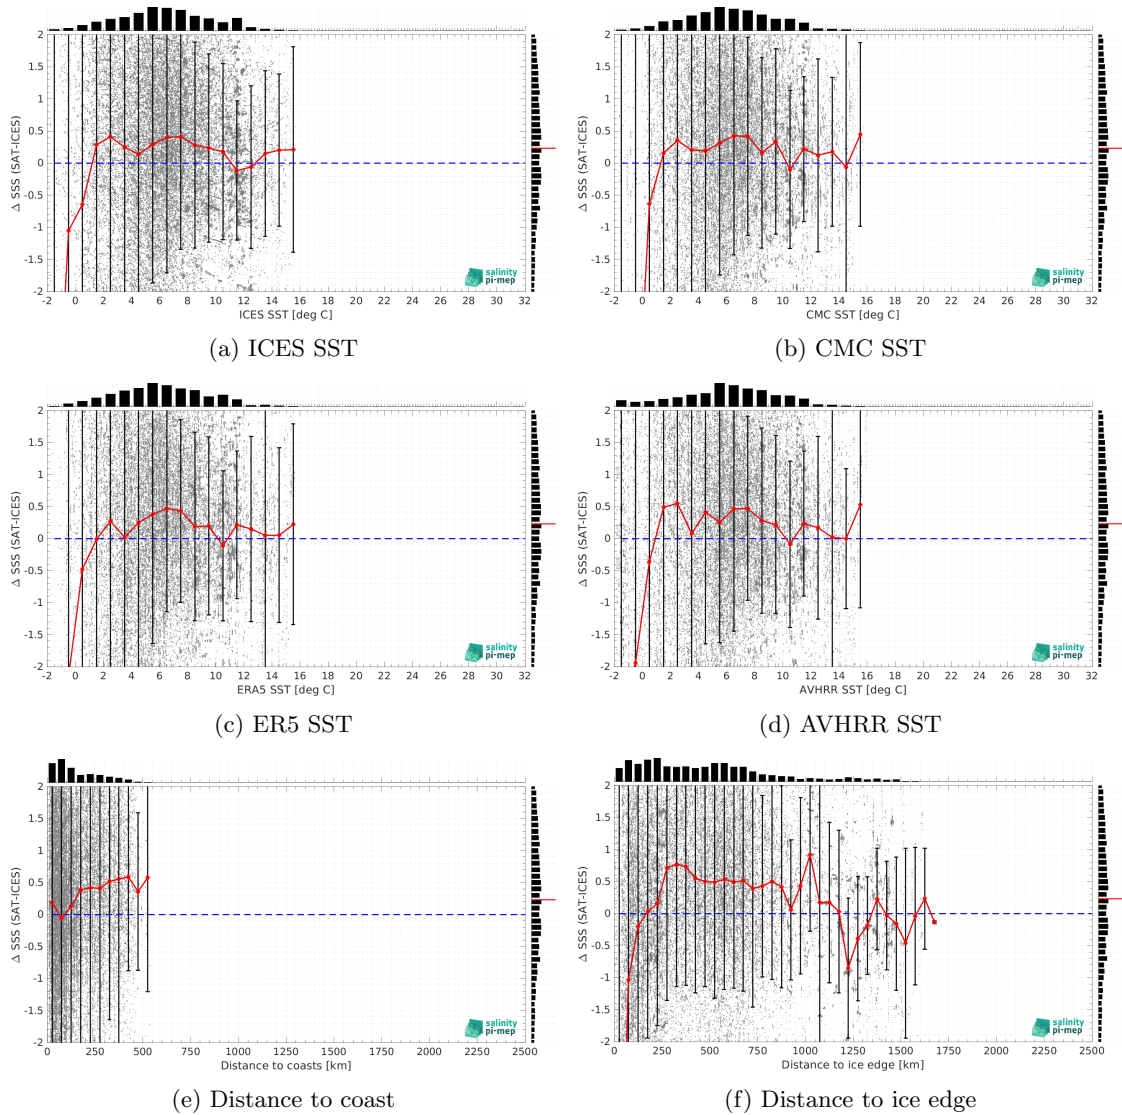 2
1.5
1
0.5
0
-0.5
-1
-1.5
-2
Δ SSS (SAT-ICES)
-2 0 2 4 6 8 10 12 14 16 18 20 22 24 26 28 30 32
ICES SST [deg C]
salinity
pi-mep
(a) ICES SST
2
1.5
1
0.5
0
-0.5
-1
-1.5
-2
Δ SSS (SAT-ICES)
-2 0 2 4 6 8 10 12 14 16 18 20 22 24 26 28 30 32
CMC SST [deg C]
salinity
pi-mep
(b) CMC SST
2
1.5
1
0.5
0
-0.5
-1
-1.5
-2
Δ SSS (SAT-ICES)
-2 0 2 4 6 8 10 12 14 16 18 20 22 24 26 28 30 32
ERA5 SST [deg C]
salinity
pi-mep
(c) ER5 SST
2
1.5
1
0.5
0
-0.5
-1
-1.5
-2
Δ SSS (SAT-ICES)
-2 0 2 4 6 8 10 12 14 16 18 20 22 24 26 28 30 32
AVHRR SST [deg C]
salinity
pi-mep
(d) AVHRR SST
2
1.5
1
0.5
0
-0.5
-1
-1.5
-2
Δ SSS (SAT-ICES)
0 250 500 750 1000 1250 1500 1750 2000 2250 2500
Distance to coasts [km]
salinity
pi-mep
(e) Distance to coast
2
1.5
1
0.5
0
-0.5
-1
-1.5
-2
Δ SSS (SAT-ICES)
0 250 500 750 1000 1250 1500 1750 2000 2250 2500
Distance to ice edge [km]
salinity
pi-mep
(f) Distance to ice edge